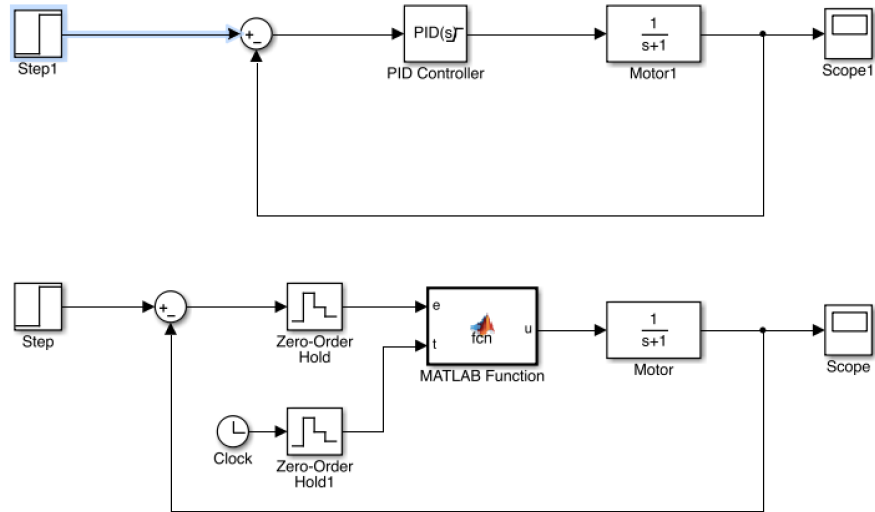 Step1
+
−
PID(s)
PID Controller
1
s+1
Motor1
Scope1
Step
+
−
Zero-Order
Hold
e
t
fcn
u
MATLAB Function
1
s+1
Motor
Scope
Clock
Zero-Order
Hold1